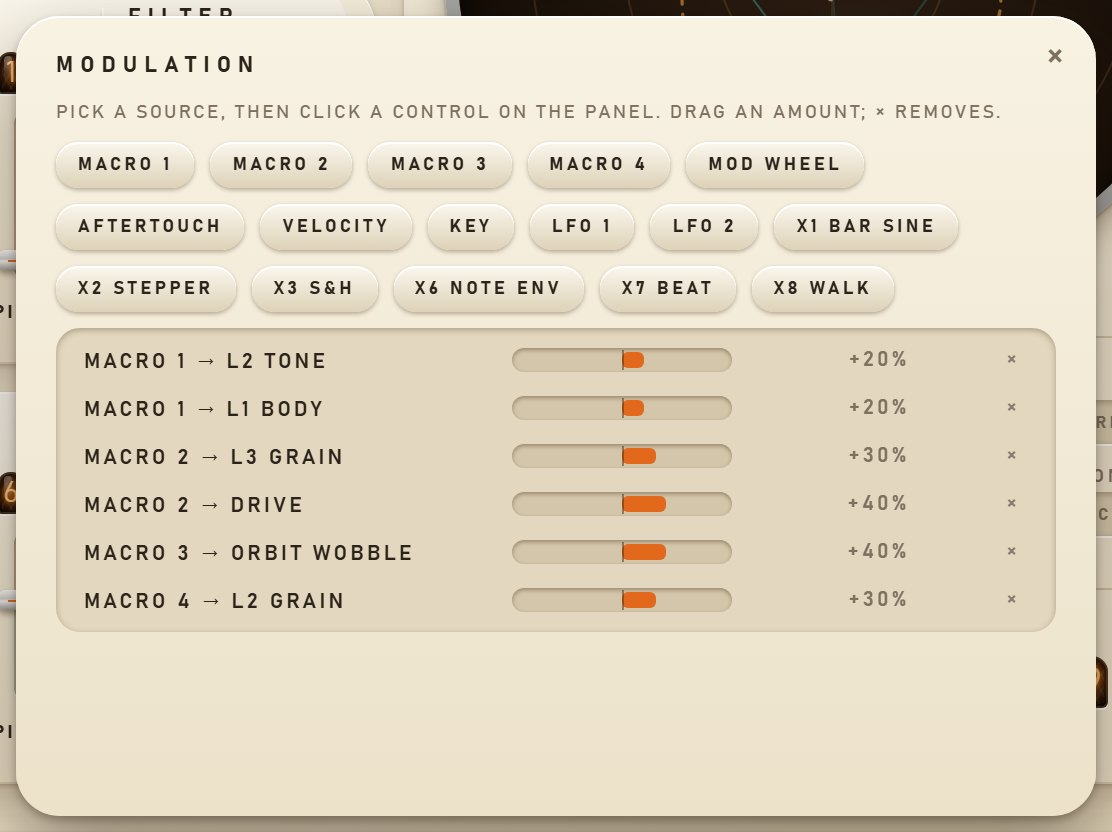 FILTER
MODULATION ×
PICK A SOURCE, THEN CLICK A CONTROL ON THE PANEL. DRAG AN AMOUNT; × REMOVES.
MACRO 1 MACRO 2 MACRO 3 MACRO 4 MOD WHEEL
AFTERTOUCH VELOCITY KEY LFO 1 LFO 2 X1 BAR SINE
X2 STEPPER X3 S&H X6 NOTE ENV X7 BEAT X8 WALK
MACRO 1 → L2 TONE +20% ×
MACRO 1 → L1 BODY +20% ×
MACRO 2 → L3 GRAIN +30% ×
MACRO 2 → DRIVE +40% ×
MACRO 3 → ORBIT WOBBLE +40% ×
MACRO 4 → L2 GRAIN +30% ×